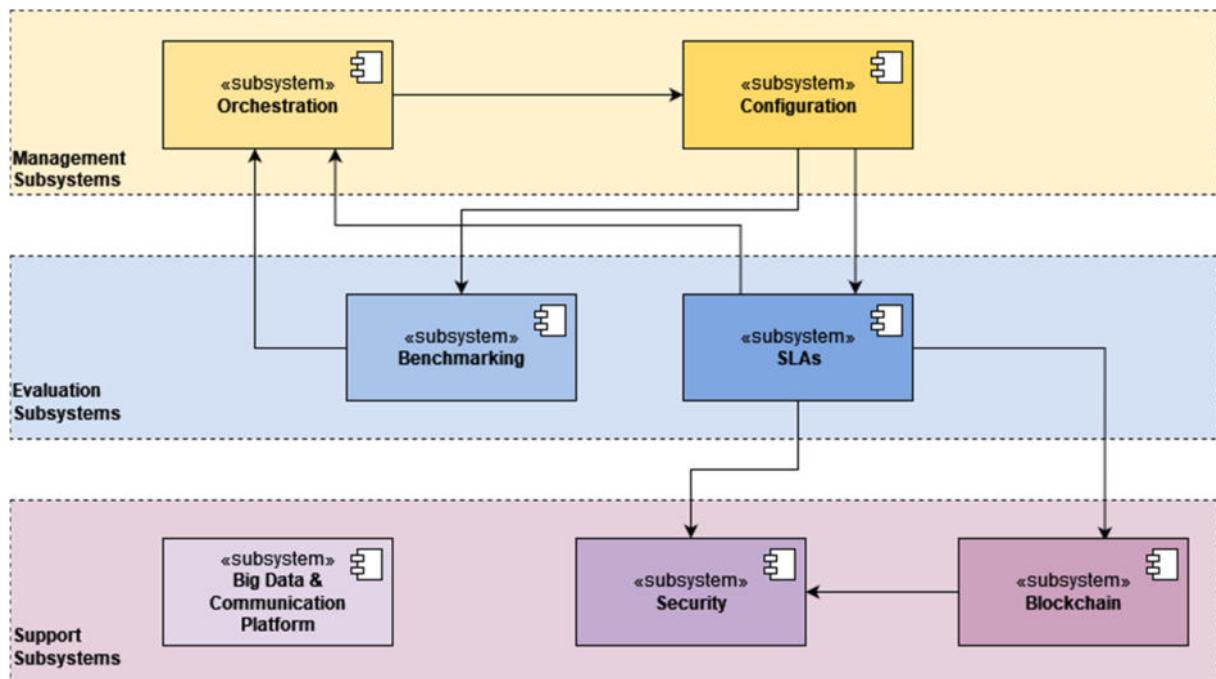 «subsystem»
Orchestration
«subsystem»
Configuration
Management
Subsystems
«subsystem»
Benchmarking
«subsystem»
SLAs
Evaluation
Subsystems
«subsystem»
Big Data &
Communication
Platform
«subsystem»
Security
«subsystem»
Blockchain
Support
Subsystems